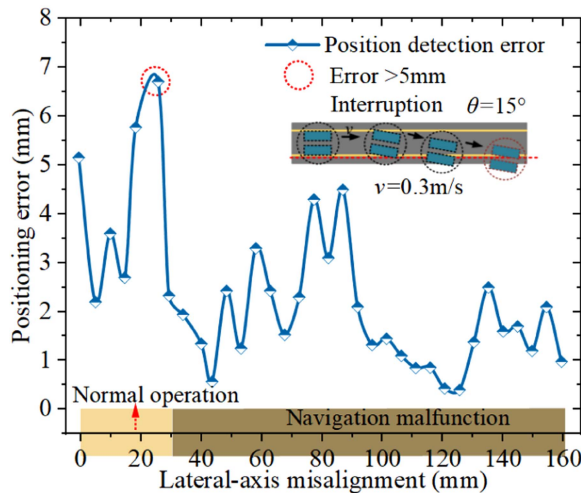 8
7
6
5
4
3
2
1
0
Positioning error (mm)
Position detection error
Error >5mm
Interruption
θ=15°
v
v=0.3m/s
Normal operation
Navigation malfunction
0 20 40 60 80 100 120 140 160
Lateral-axis misalignment (mm)